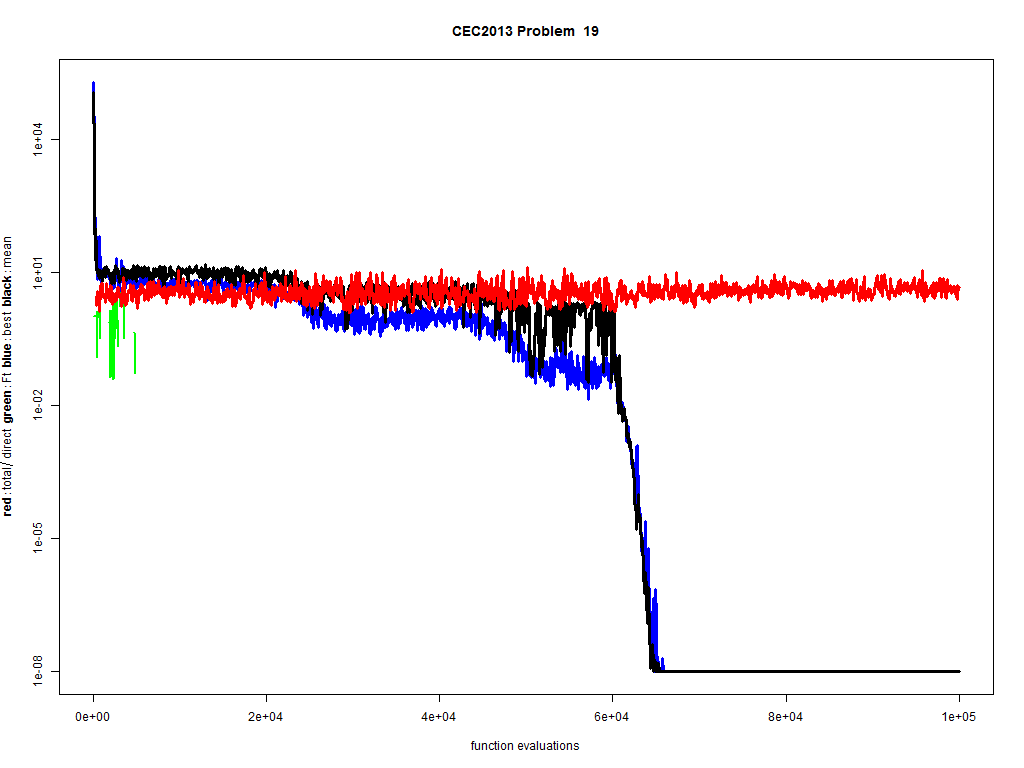 CEC2013 Problem 19
red : total/ direct green : Ft blue : best black : mean
1e+04
1e+01
1e-02
1e-05
1e-08
0e+00 2e+04 4e+04 6e+04 8e+04 1e+05
function evaluations